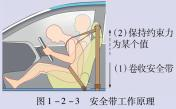 (2) 保持约束力
为某个值
(1) 卷收安全带
图 1-2-3 安全带工作原理